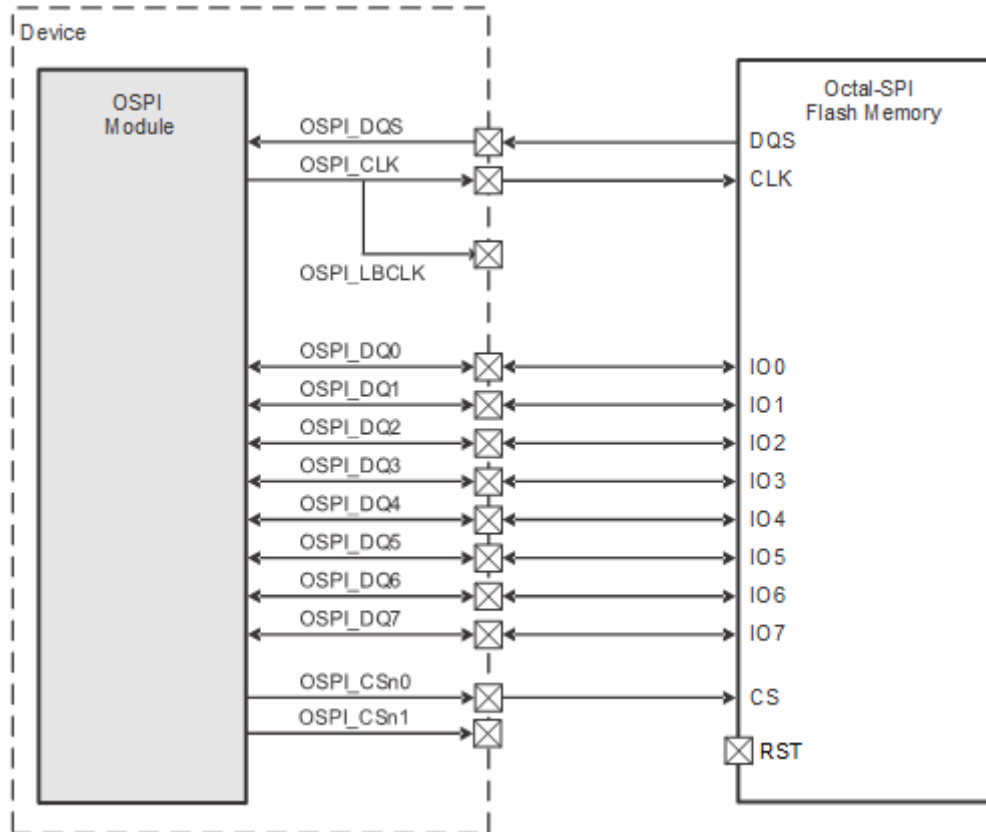 Device
OSPI
Module
Octal-SPI
Flash Memory
OSPI_DQS
DQS
OSPI_CLK
CLK
OSPI_LBCLK
OSPI_DQ0
IO0
OSPI_DQ1
IO1
OSPI_DQ2
IO2
OSPI_DQ3
IO3
OSPI_DQ4
IO4
OSPI_DQ5
IO5
OSPI_DQ6
IO6
OSPI_DQ7
IO7
OSPI_CSn0
CS
OSPI_CSn1
RST